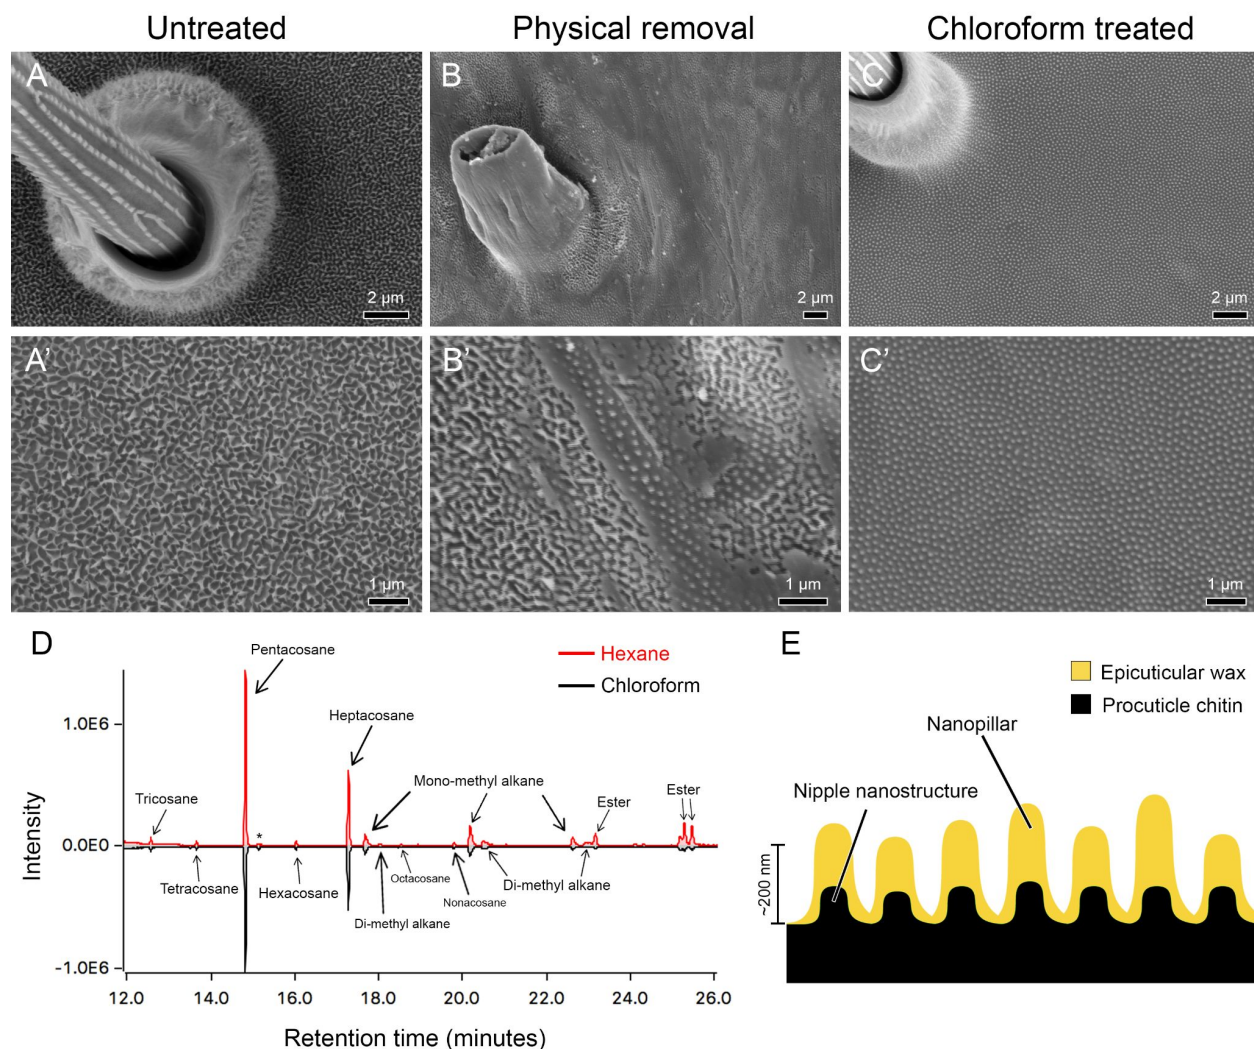 Untreated
Physical removal
Chloroform treated
A
2 µm
B
2 µm
C
2 µm
A'
1 µm
B'
1 µm
C'
1 µm
D
Pentacosane
Hexane
Chloroform
Heptacosane
Mono-methyl alkane
Tricosane
Ester
Ester
*
Tetracosane
Hexacosane
Octacosane
Di-methyl alkane
Nonacosane
Di-methyl alkane
Intensity
1.0E6
0.0E0
-1.0E6
12.0 14.0 16.0 18.0 20.0 22.0 24.0 26.0
Retention time (minutes)
E
Epicuticular wax
Procuticle chitin
Nanopillar
Nipple nanostructure
~200 nm